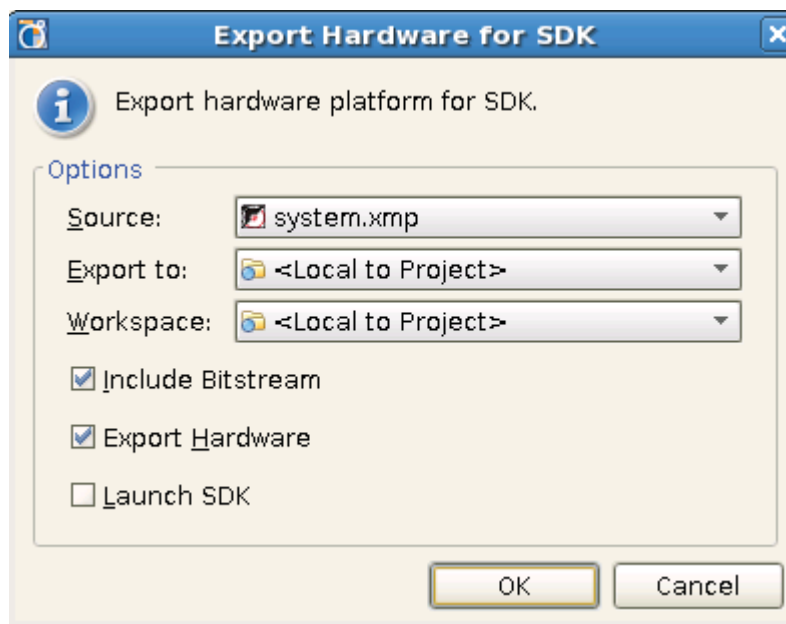 Export Hardware for SDK
Export hardware platform for SDK.
Options
Source: system.xmp
Export to: <Local to Project>
Workspace: <Local to Project>
Include Bitstream
Export Hardware
Launch SDK
OK Cancel